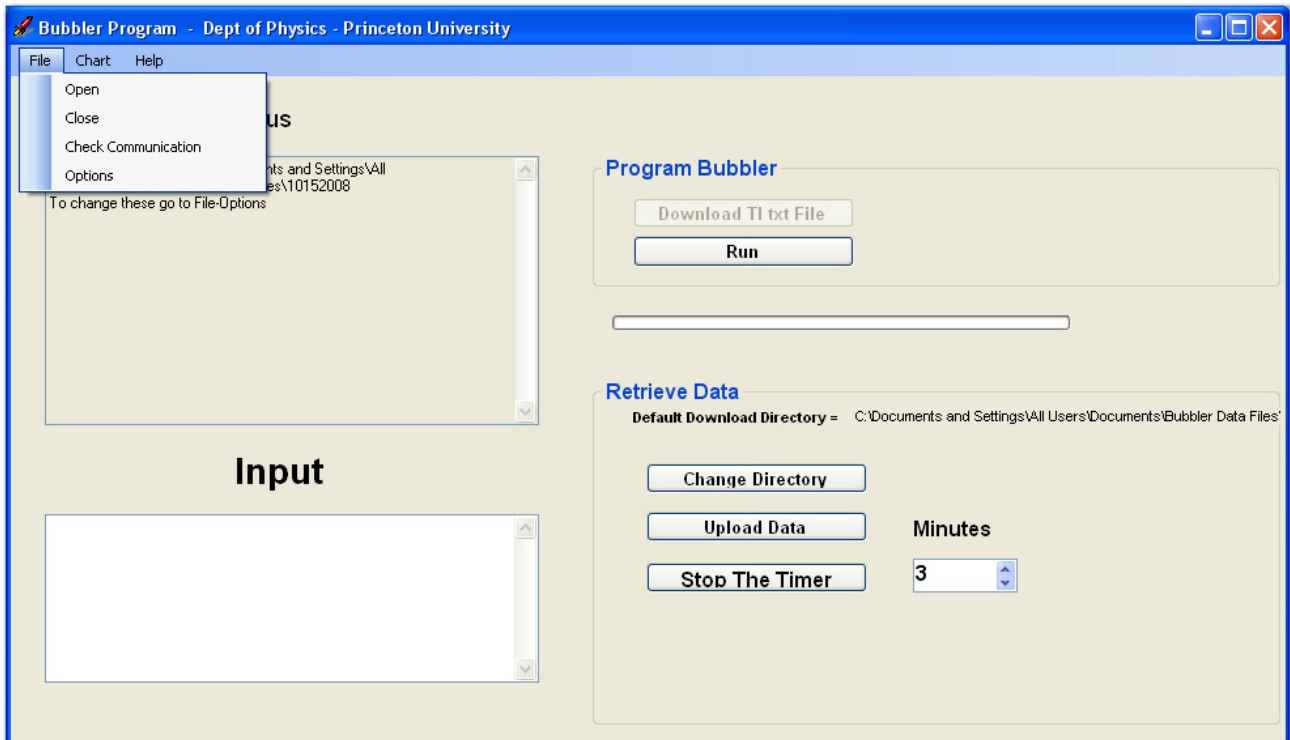 Bubbler Program - Dept of Physics - Princeton University
File Chart Help
Open
Close
Check Communication
Options
us
nts and Settings\All
es\10152008
To change these go to File-Options
Input
Program Bubbler
Download TI txt File
Run
Retrieve Data
Default Download Directory = C:\Documents and Settings\All Users\Documents\Bubbler Data Files'
Change Directory
Upload Data
Minutes
Stop The Timer
3